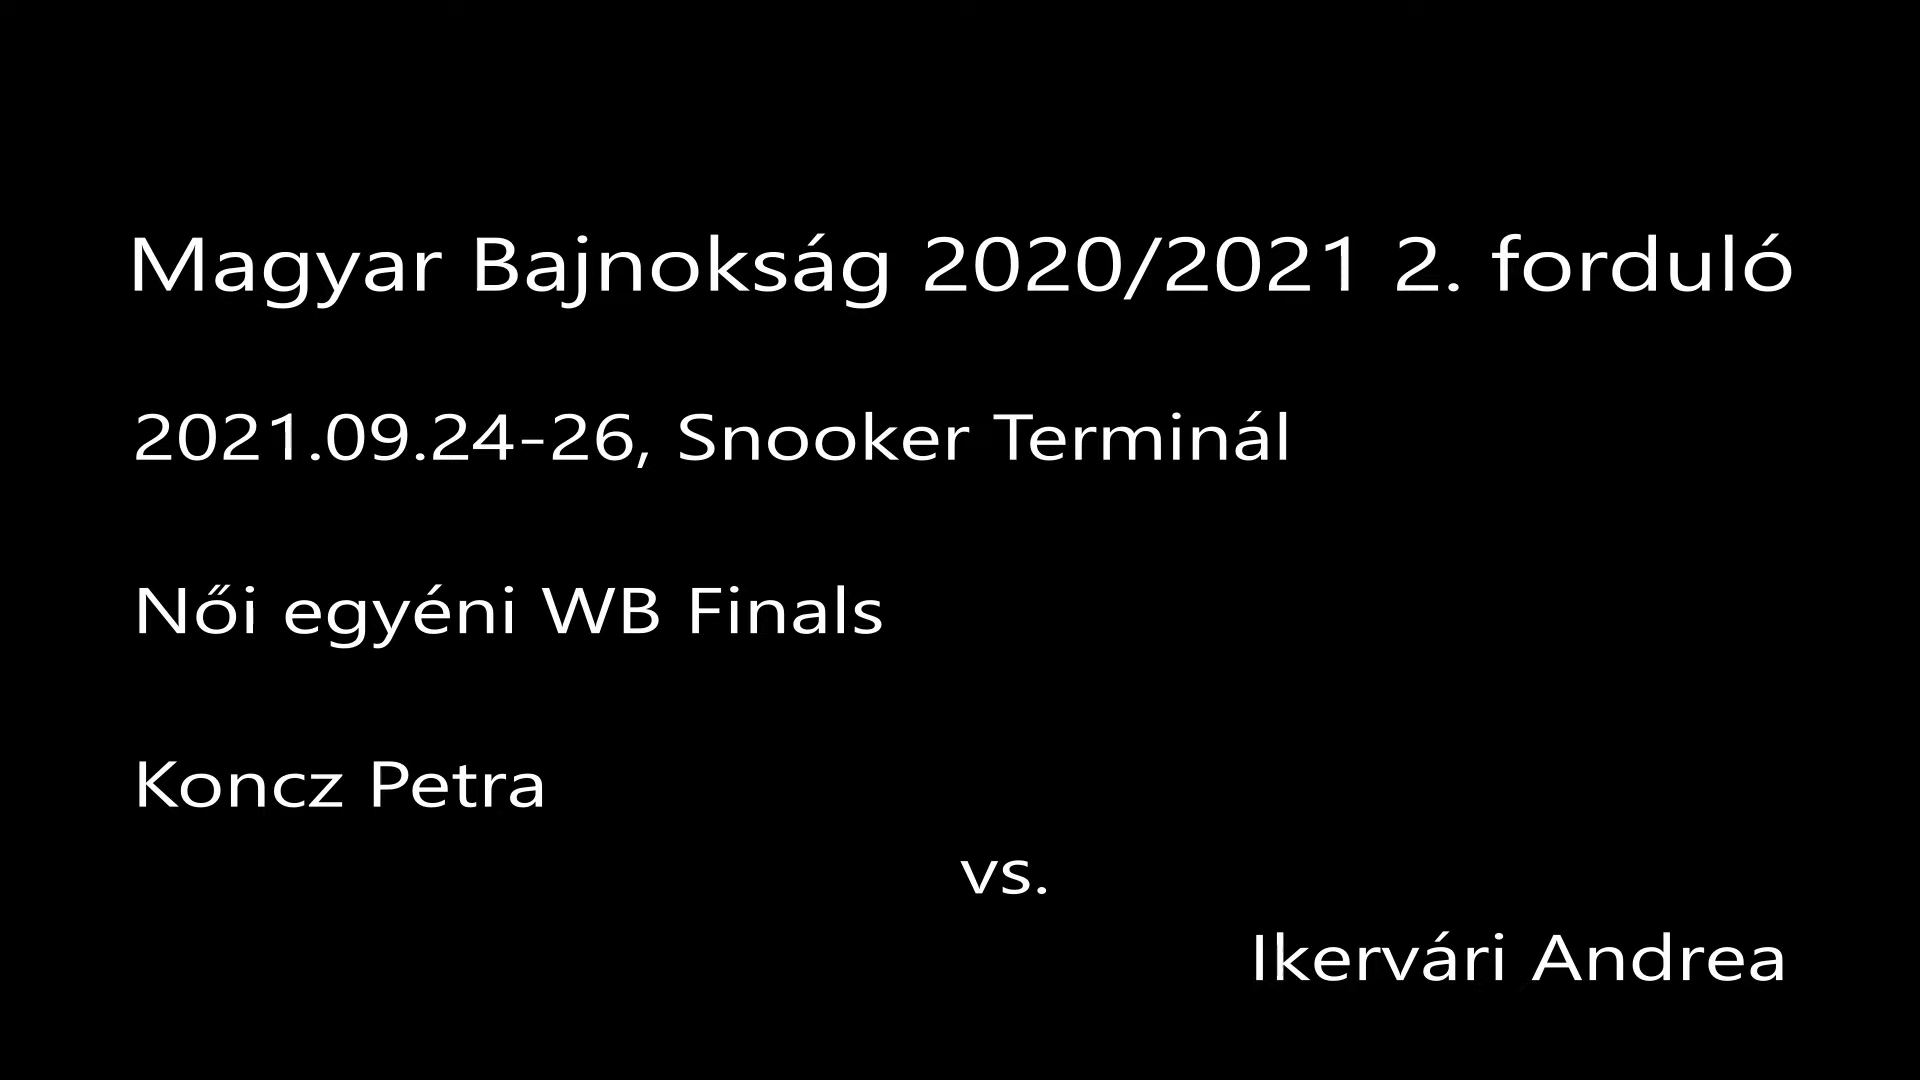 Magyar Bajnokság 2020/2021 2. forduló
2021.09.24-26, Snooker Terminál
Női egyéni WB Finals
Koncz Petra
vs.
Ikervári Andrea